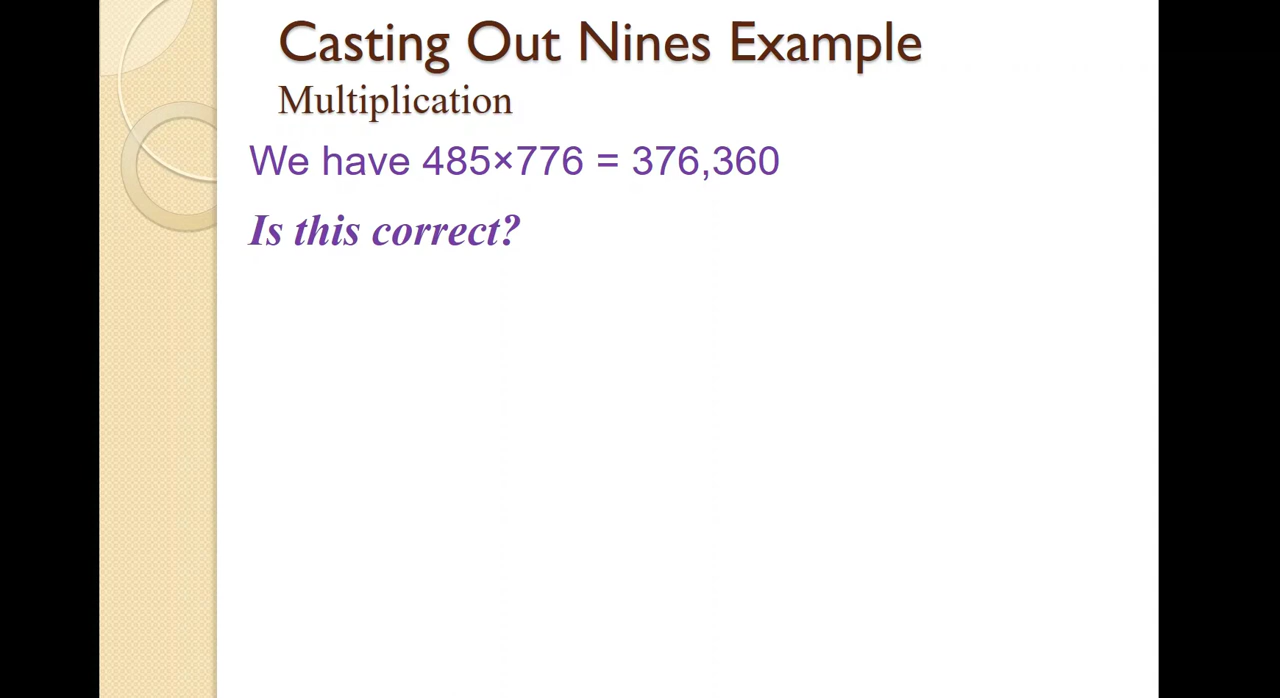 Casting Out Nines Example
Multiplication
We have 485×776 = 376,360
Is this correct?